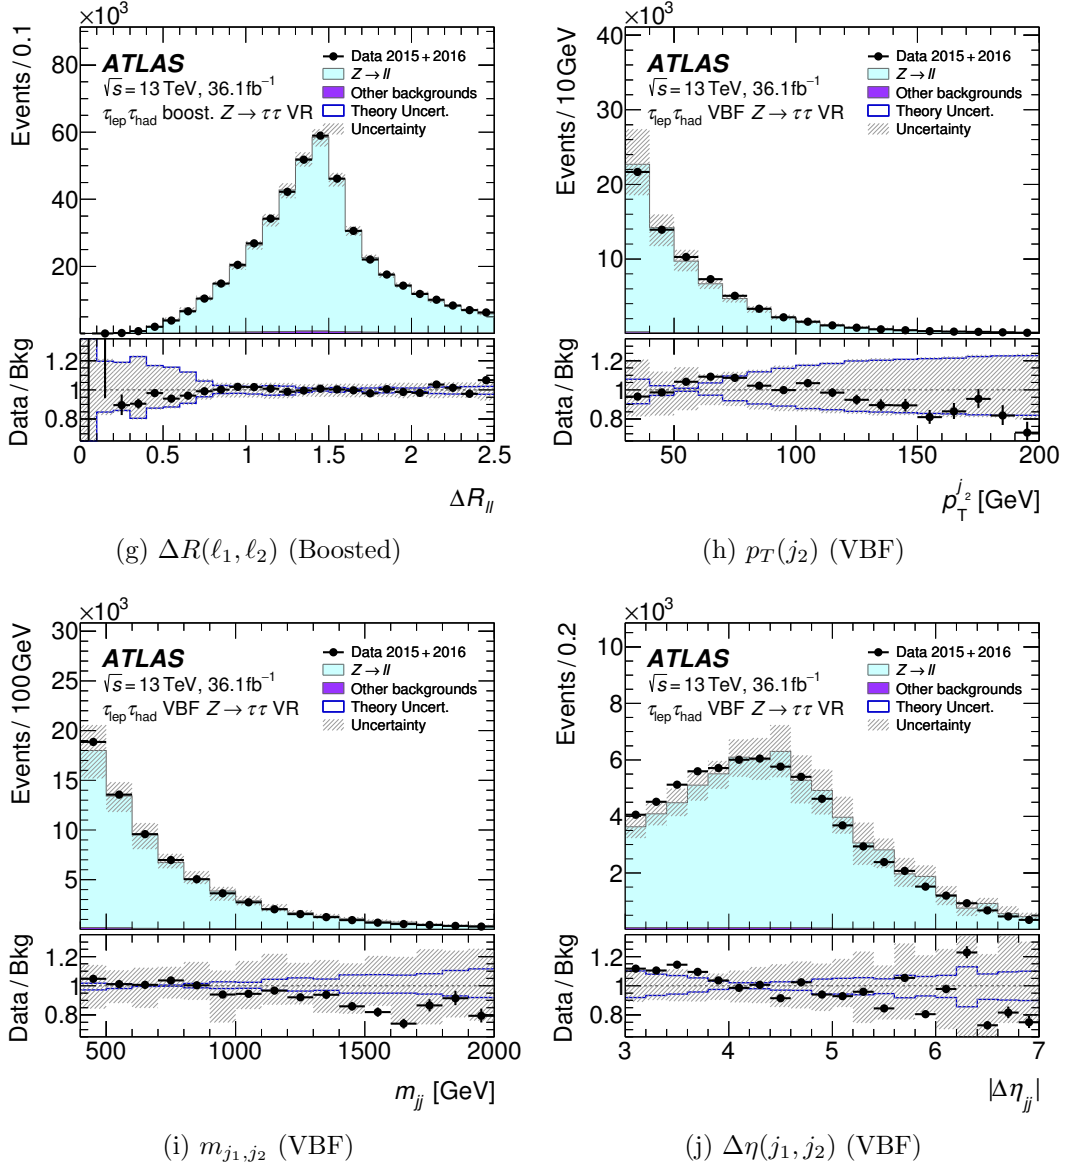 ×10³
Events / 0.1
80
60
40
20
0
ATLAS
√s = 13 TeV, 36.1 fb⁻¹
τlep τhad boost. Z → ττ VR
Data 2015 + 2016
Z → ll
Other backgrounds
Theory Uncert.
Uncertainty
Data / Bkg
1.2
1
0.8
0 0.5 1 1.5 2 2.5
ΔR_ll
(g) ΔR(ℓ₁, ℓ₂) (Boosted)
×10³
Events / 10 GeV
40
30
20
10
0
ATLAS
√s = 13 TeV, 36.1 fb⁻¹
τlep τhad VBF Z → ττ VR
Data 2015 + 2016
Z → ll
Other backgrounds
Theory Uncert.
Uncertainty
Data / Bkg
1.2
1
0.8
50 100 150 200
p_T^{j₂} [GeV]
(h) p_T(j₂) (VBF)
×10³
Events / 100 GeV
30
25
20
15
10
5
ATLAS
√s = 13 TeV, 36.1 fb⁻¹
τlep τhad VBF Z → ττ VR
Data 2015 + 2016
Z → ll
Other backgrounds
Theory Uncert.
Uncertainty
Data / Bkg
1.2
1
0.8
500 1000 1500 2000
m_jj [GeV]
(i) m_{j₁,j₂} (VBF)
×10³
Events / 0.2
10
8
6
4
2
ATLAS
√s = 13 TeV, 36.1 fb⁻¹
τlep τhad VBF Z → ττ VR
Data 2015 + 2016
Z → ll
Other backgrounds
Theory Uncert.
Uncertainty
Data / Bkg
1.2
1
0.8
3 4 5 6 7
|Δη_jj|
(j) Δη(j₁, j₂) (VBF)